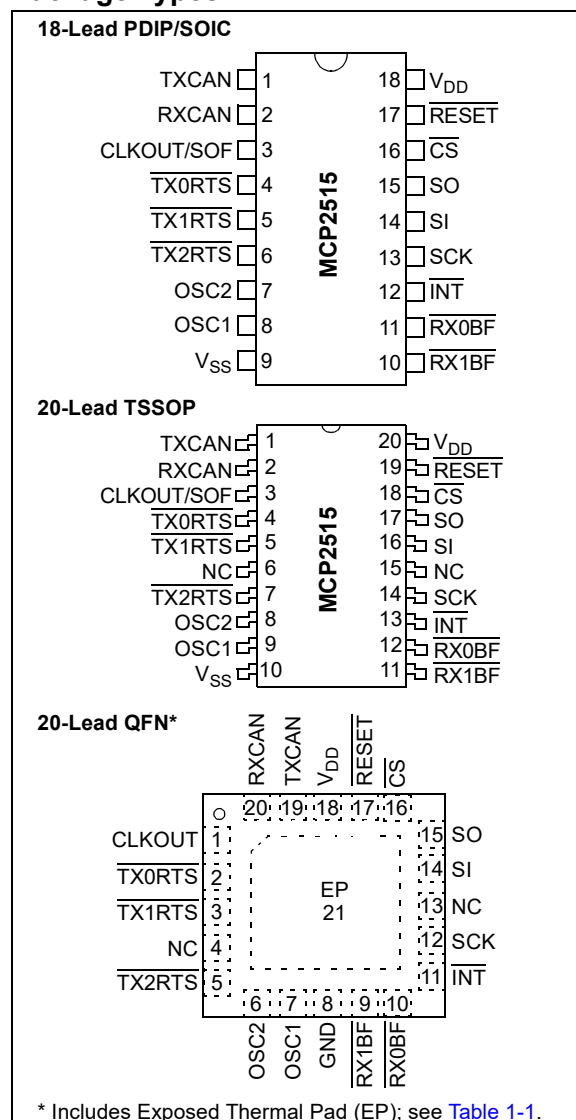 18-Lead PDIP/SOIC
TXCAN 1 18 VDD
RXCAN 2 17 RESET
CLKOUT/SOF 3 16 CS
TX0RTS 4 15 SO
TX1RTS 5 14 SI
TX2RTS 6 13 SCK
OSC2 7 12 INT
OSC1 8 11 RX0BF
VSS 9 10 RX1BF
MCP2515
20-Lead TSSOP
TXCAN 1 20 VDD
RXCAN 2 19 RESET
CLKOUT/SOF 3 18 CS
TX0RTS 4 17 SO
TX1RTS 5 16 SI
NC 6 15 NC
TX2RTS 7 14 SCK
OSC2 8 13 INT
OSC1 9 12 RX0BF
VSS 10 11 RX1BF
MCP2515
20-Lead QFN*
RXCAN TXCAN VDD RESET CS
20 19 18 17 16
CLKOUT 1 15 SO
TX0RTS 2 14 SI
TX1RTS 3 13 NC
NC 4 12 SCK
TX2RTS 5 11 INT
EP
21
6 7 8 9 10
OSC2 OSC1 GND RX1BF RX0BF
* Includes Exposed Thermal Pad (EP); see Table 1-1.